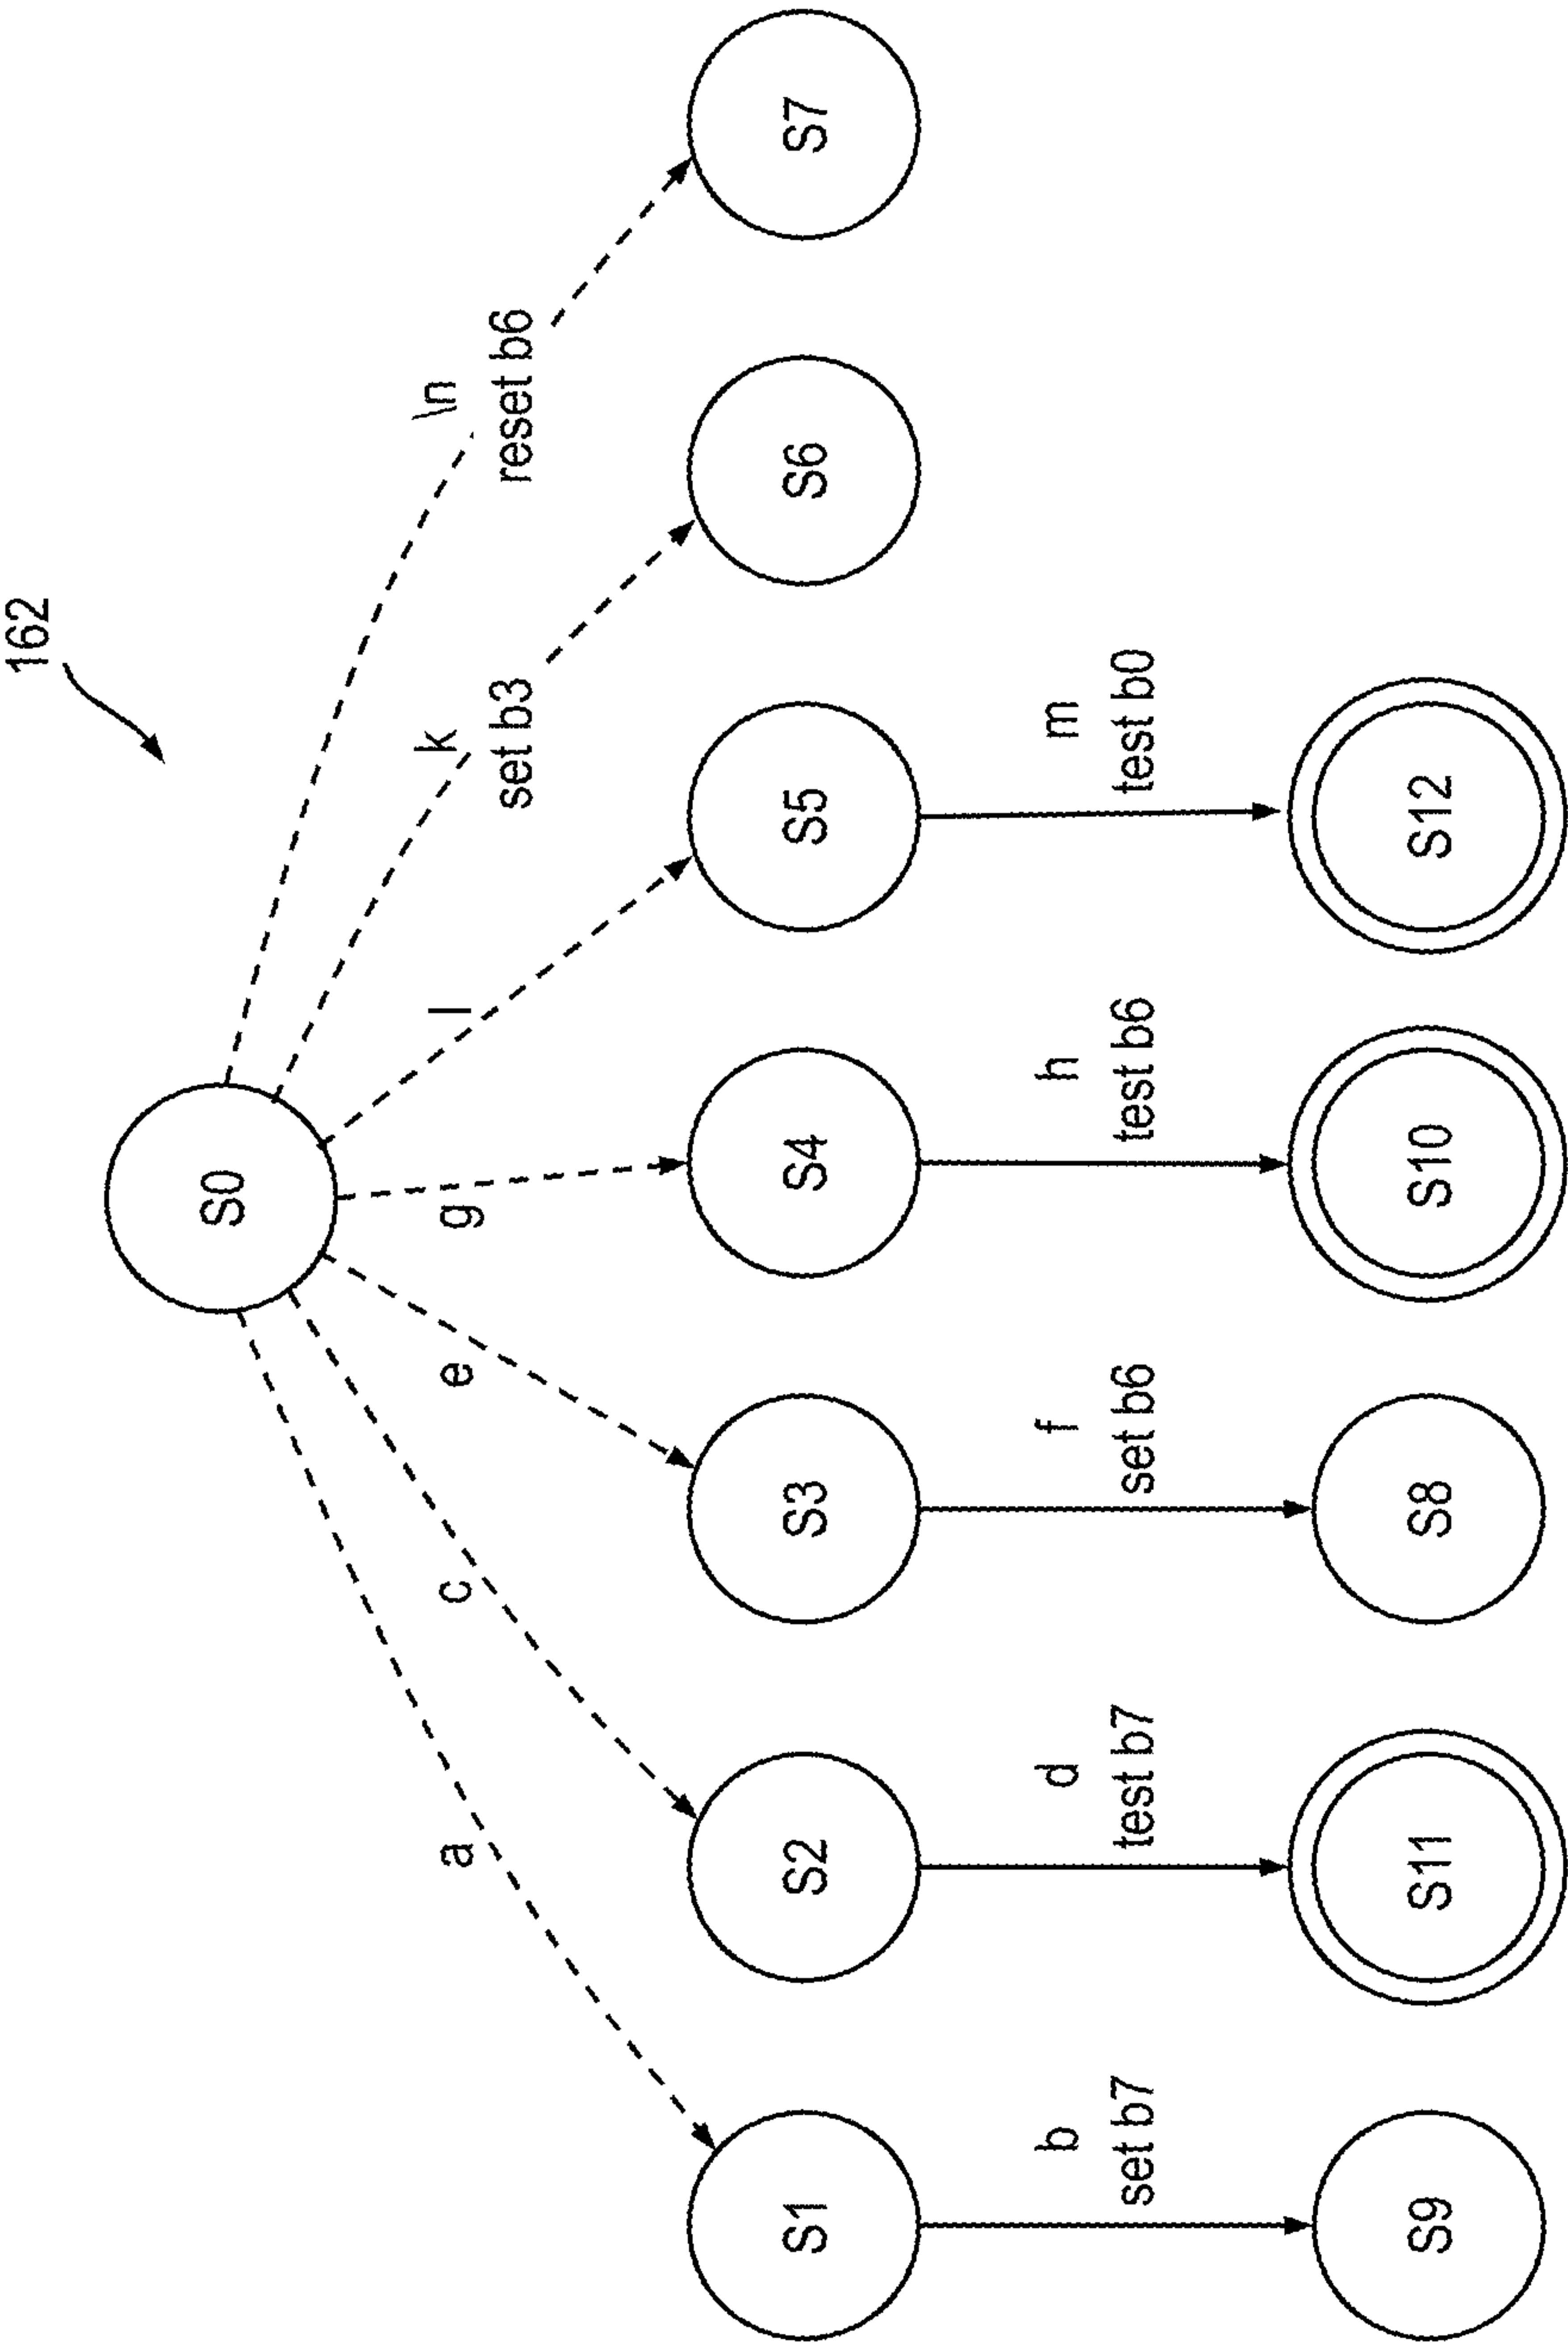 162
S0
a
c
e
g
l
k
set b3
\n
reset b6
S1
S2
S3
S4
S5
S6
S7
b
set b7
d
test b7
f
set b6
h
test b6
m
test b0
S9
S11
S8
S10
S12